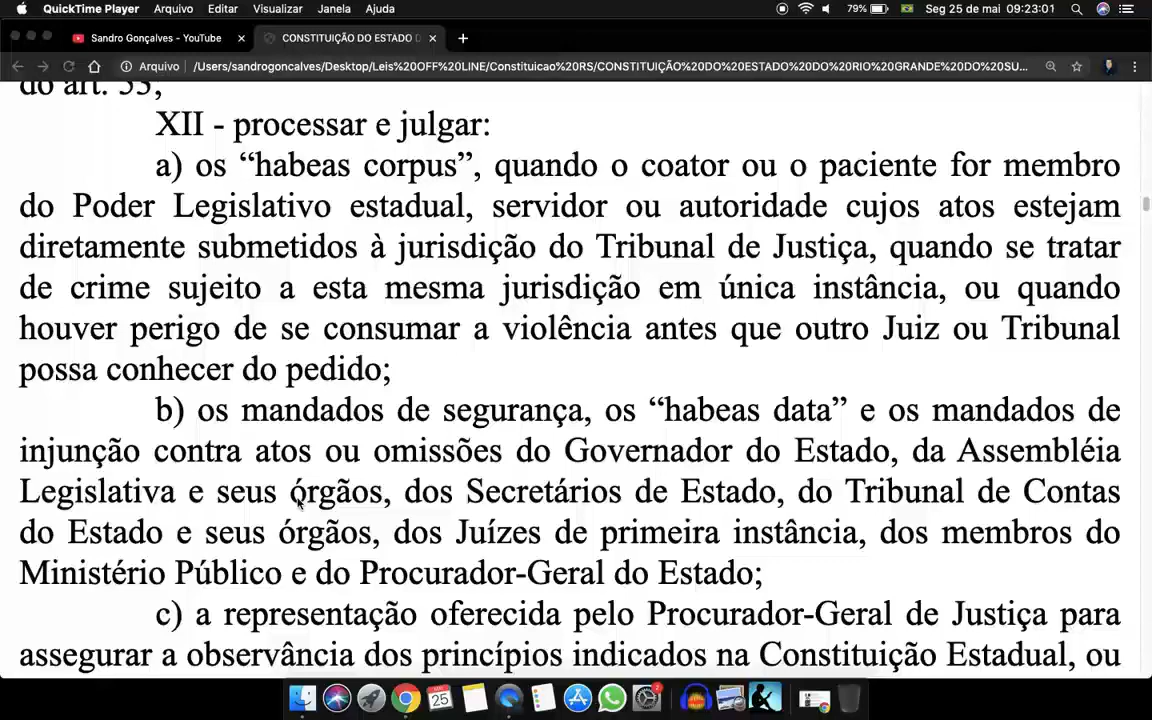 QuickTime Player Arquivo Editar Visualizar Janela Ajuda 79% Seg 25 de mai 09:23:01
Sandro Gonçalves - YouTube CONSTITUIÇÃO DO ESTADO D
Arquivo /Users/sandrogoncalves/Desktop/Leis%20OFF%20LINE/Constituicao%20RS/CONSTITUIÇÃO%20DO%20ESTADO%20DO%20RIO%20GRANDE%20DO%20SU...
do art. 53;
XII - processar e julgar:
a) os “habeas corpus”, quando o coator ou o paciente for membro
do Poder Legislativo estadual, servidor ou autoridade cujos atos estejam
diretamente submetidos à jurisdição do Tribunal de Justiça, quando se tratar
de crime sujeito a esta mesma jurisdição em única instância, ou quando
houver perigo de se consumar a violência antes que outro Juiz ou Tribunal
possa conhecer do pedido;
b) os mandados de segurança, os “habeas data” e os mandados de
injunção contra atos ou omissões do Governador do Estado, da Assembléia
Legislativa e seus órgãos, dos Secretários de Estado, do Tribunal de Contas
do Estado e seus órgãos, dos Juízes de primeira instância, dos membros do
Ministério Público e do Procurador-Geral do Estado;
c) a representação oferecida pelo Procurador-Geral de Justiça para
assegurar a observância dos princípios indicados na Constituição Estadual, ou
25